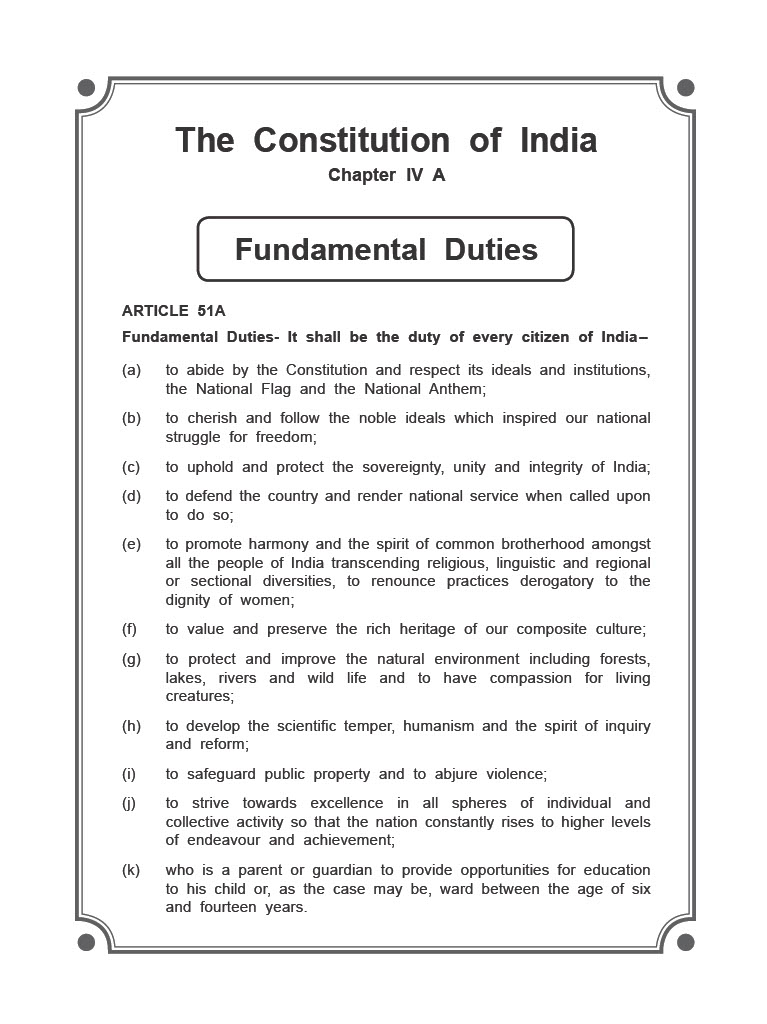 The Constitution of India
Chapter IV A
Fundamental Duties
ARTICLE 51A
Fundamental Duties- It shall be the duty of every citizen of India–
(a) to abide by the Constitution and respect its ideals and institutions,
the National Flag and the National Anthem;
(b) to cherish and follow the noble ideals which inspired our national
struggle for freedom;
(c) to uphold and protect the sovereignty, unity and integrity of India;
(d) to defend the country and render national service when called upon
to do so;
(e) to promote harmony and the spirit of common brotherhood amongst
all the people of India transcending religious, linguistic and regional
or sectional diversities, to renounce practices derogatory to the
dignity of women;
(f) to value and preserve the rich heritage of our composite culture;
(g) to protect and improve the natural environment including forests,
lakes, rivers and wild life and to have compassion for living
creatures;
(h) to develop the scientific temper, humanism and the spirit of inquiry
and reform;
(i) to safeguard public property and to abjure violence;
(j) to strive towards excellence in all spheres of individual and
collective activity so that the nation constantly rises to higher levels
of endeavour and achievement;
(k) who is a parent or guardian to provide opportunities for education
to his child or, as the case may be, ward between the age of six
and fourteen years.